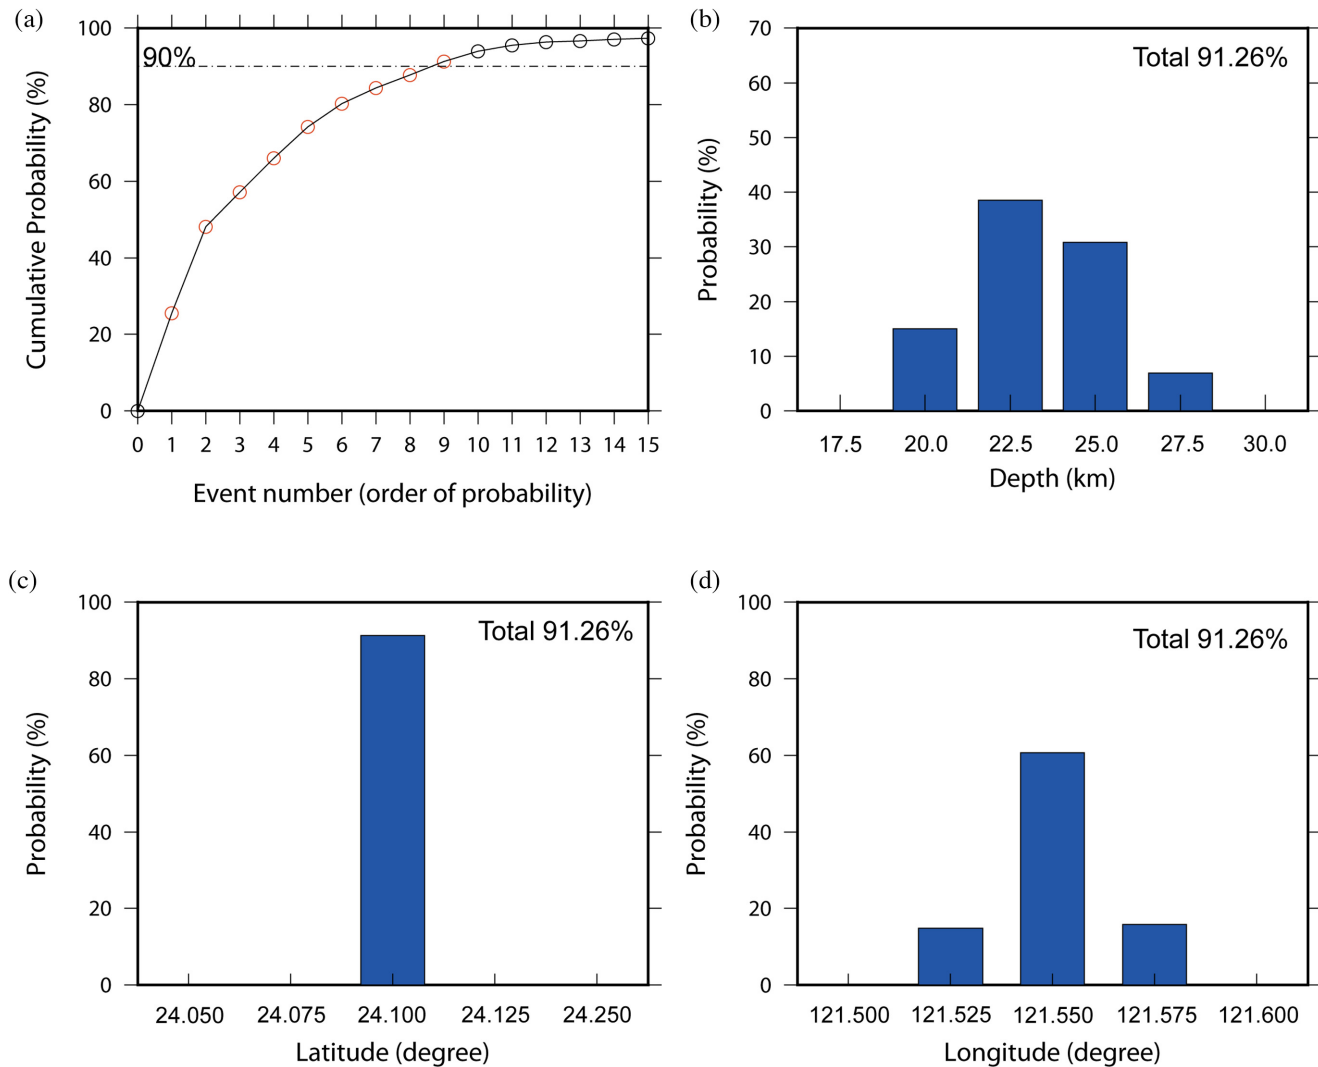 (a)
100
80
60
40
20
0
90%
Cumulative Probability (%)
0 1 2 3 4 5 6 7 8 9 10 11 12 13 14 15
Event number (order of probability)
(b)
70
60
50
40
30
20
10
0
Total 91.26%
Probability (%)
17.5 20.0 22.5 25.0 27.5 30.0
Depth (km)
(c)
100
80
60
40
20
0
Total 91.26%
Probability (%)
24.050 24.075 24.100 24.125 24.250
Latitude (degree)
(d)
100
80
60
40
20
0
Total 91.26%
Probability (%)
121.500 121.525 121.550 121.575 121.600
Longitude (degree)